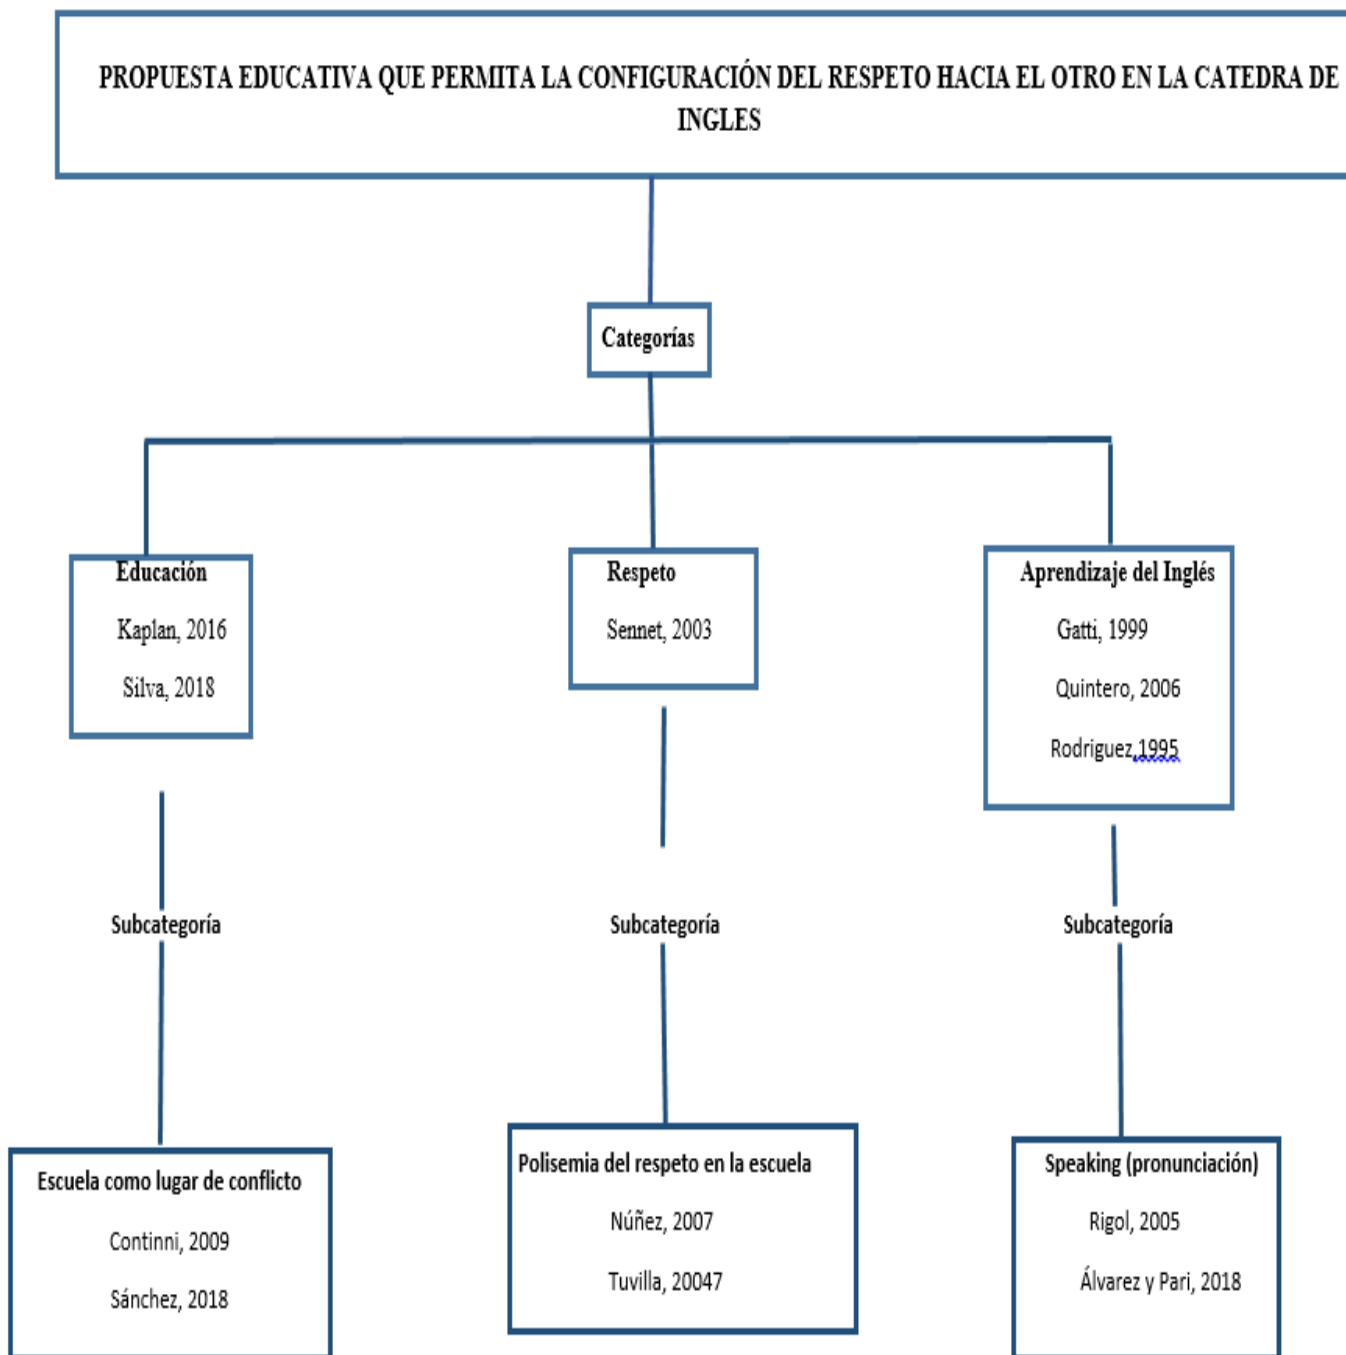 PROPUESTA EDUCATIVA QUE PERMITA LA CONFIGURACIÓN DEL RESPETO HACIA EL OTRO EN LA CATEDRA DE
INGLES
Categorías
Educación
Kaplan, 2016
Silva, 2018
Respeto
Sennet, 2003
Aprendizaje del Inglés
Gatti, 1999
Quintero, 2006
Rodriguez,1995
Subcategoría
Subcategoría
Subcategoría
Escuela como lugar de conflicto
Continni, 2009
Sánchez, 2018
Polisemia del respeto en la escuela
Núñez, 2007
Tuvilla, 20047
Speaking (pronunciación)
Rigol, 2005
Álvarez y Pari, 2018